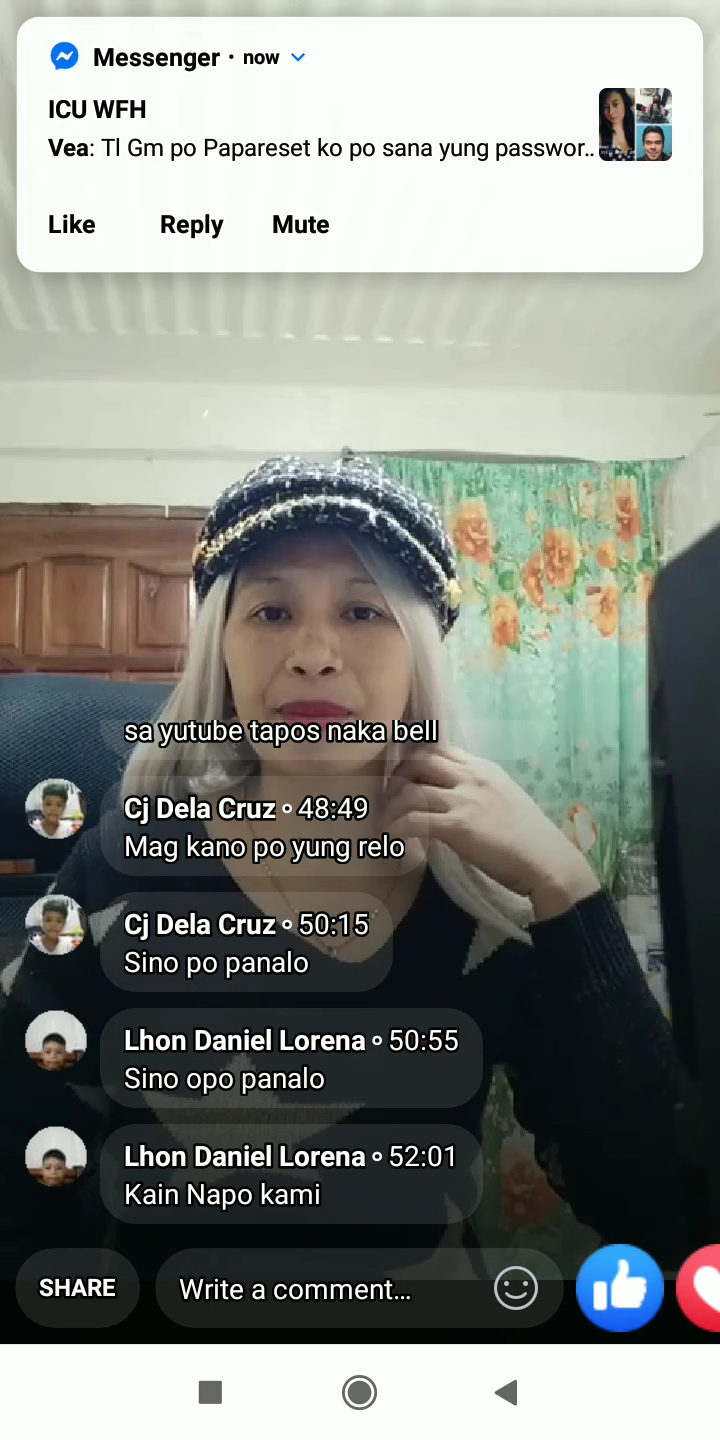 Messenger • now
ICU WFH
Vea: Tl Gm po Papareset ko po sana yung passwor..
Like Reply Mute
sa yutube tapos naka bell
Cj Dela Cruz 48:49
Mag kano po yung relo
Cj Dela Cruz 50:15
Sino po panalo
Lhon Daniel Lorena 50:55
Sino opo panalo
Lhon Daniel Lorena 52:01
Kain Napo kami
SHARE Write a comment...